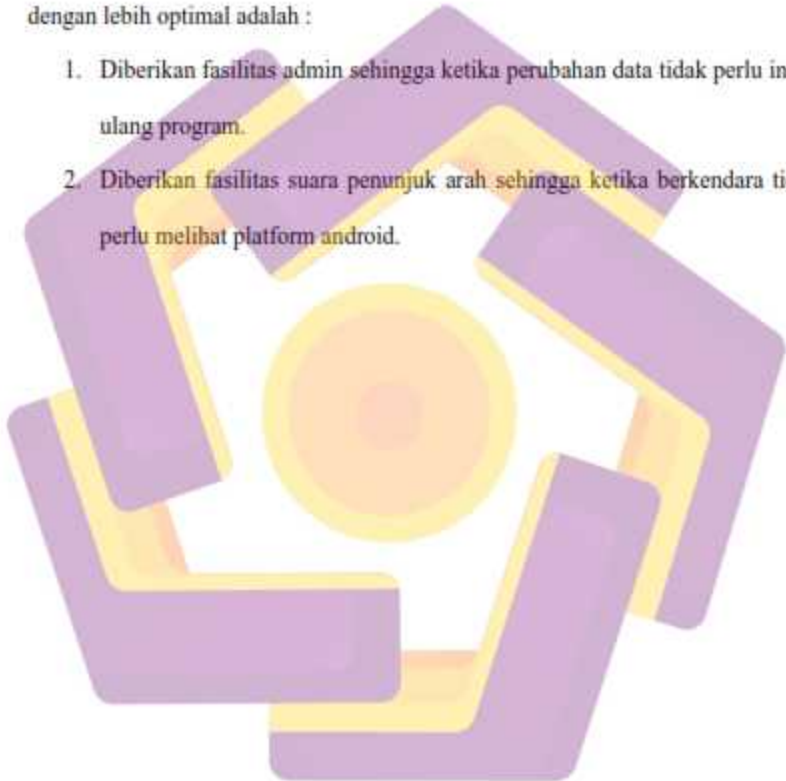 dengan lebih optimal adalah :
1. Diberikan fasilitas admin sehingga ketika perubahan data tidak perlu in
ulang program.
2. Diberikan fasilitas suara penunjuk arah sehingga ketika berkendara ti
perlu melihat platform android.